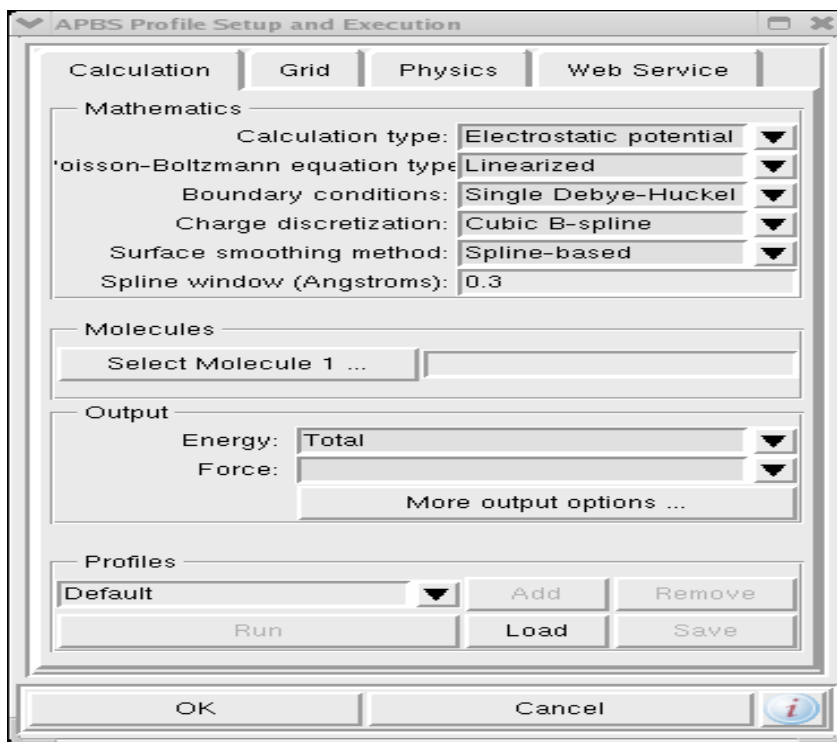 APBS Profile Setup and Execution
Calculation Grid Physics Web Service
Mathematics
Calculation type: Electrostatic potential
'oisson-Boltzmann equation type Linearized
Boundary conditions: Single Debye-Huckel
Charge discretization: Cubic B-spline
Surface smoothing method: Spline-based
Spline window (Angstroms): 0.3
Molecules
Select Molecule 1 ...
Output
Energy: Total
Force:
More output options ...
Profiles
Default Add Remove
Run Load Save
OK Cancel i